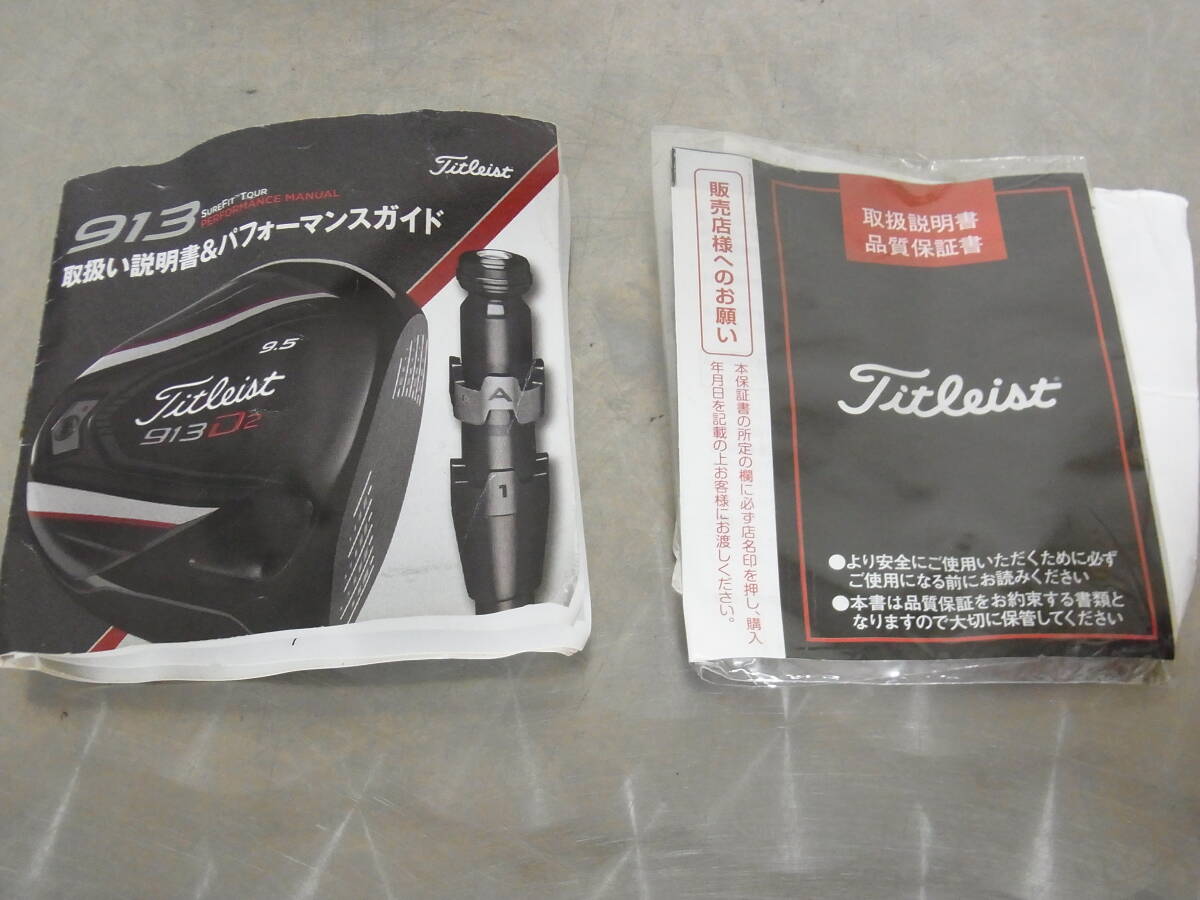 Titleist
913 SUREFIT TOUR
PERFORMANCE MANUAL
取扱い説明書&パフォーマンスガイド
9.5
Titleist
913D2
A
1
販売店様へのお願い
本保証書の所定の欄に必ず店名印を押し、購入
年月日を記載の上お客様にお渡しください。
取扱説明書
品質保証書
Titleist
●より安全にご使用いただくために必ず
ご使用になる前にお読みください
●本書は品質保証をお約束する書類と
なりますので大切に保管してください